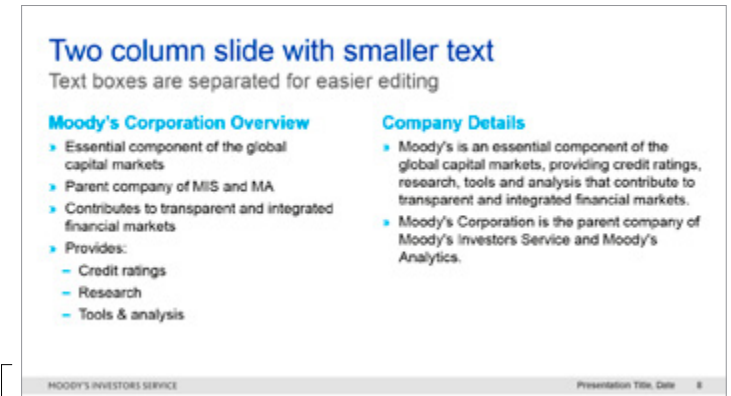 Two column slide with smaller text
Text boxes are separated for easier editing
Moody's Corporation Overview
» Essential component of the global
capital markets
» Parent company of MIS and MA
» Contributes to transparent and integrated
financial markets
» Provides:
– Credit ratings
– Research
– Tools & analysis
Company Details
» Moody's is an essential component of the
global capital markets, providing credit ratings,
research, tools and analysis that contribute to
transparent and integrated financial markets.
» Moody's Corporation is the parent company of
Moody's Investors Service and Moody's
Analytics.
MOODY'S INVESTORS SERVICE
Presentation Title, Date